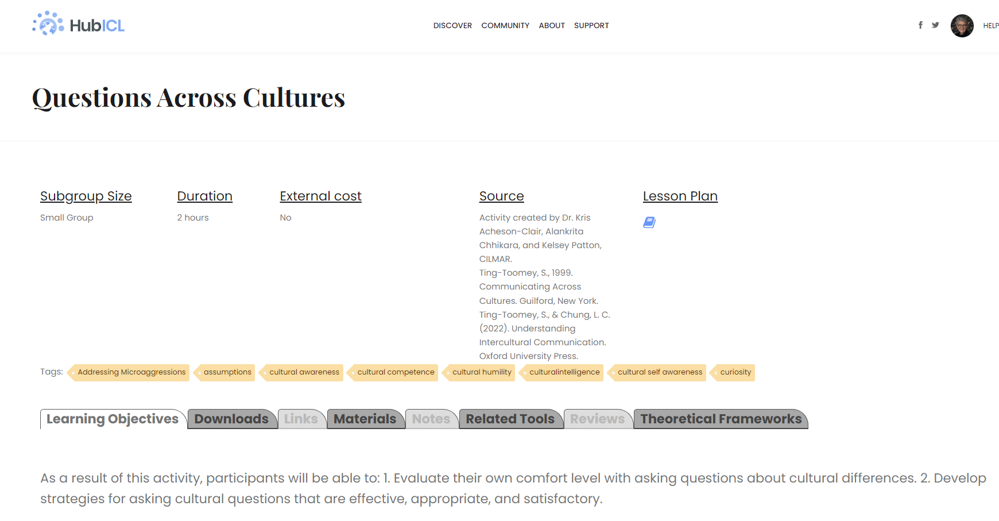 HubICL
DISCOVER COMMUNITY ABOUT SUPPORT
HELP
Questions Across Cultures
Subgroup Size
Small Group
Duration
2 hours
External cost
No
Source
Activity created by Dr. Kris
Acheson-Clair, Alankrita
Chhikara, and Kelsey Patton,
CILMAR.
Ting-Toomey, S., 1999.
Communicating Across
Cultures. Guilford, New York.
Ting-Toomey, S., & Chung, L. C.
(2022). Understanding
Intercultural Communication.
Oxford University Press.
Lesson Plan
Tags: Addressing Microaggressions assumptions cultural awareness cultural competence cultural humility culturalintelligence cultural self awareness curiosity
Learning Objectives Downloads Links Materials Notes Related Tools Reviews Theoretical Frameworks
As a result of this activity, participants will be able to: 1. Evaluate their own comfort level with asking questions about cultural differences. 2. Develop
strategies for asking cultural questions that are effective, appropriate, and satisfactory.